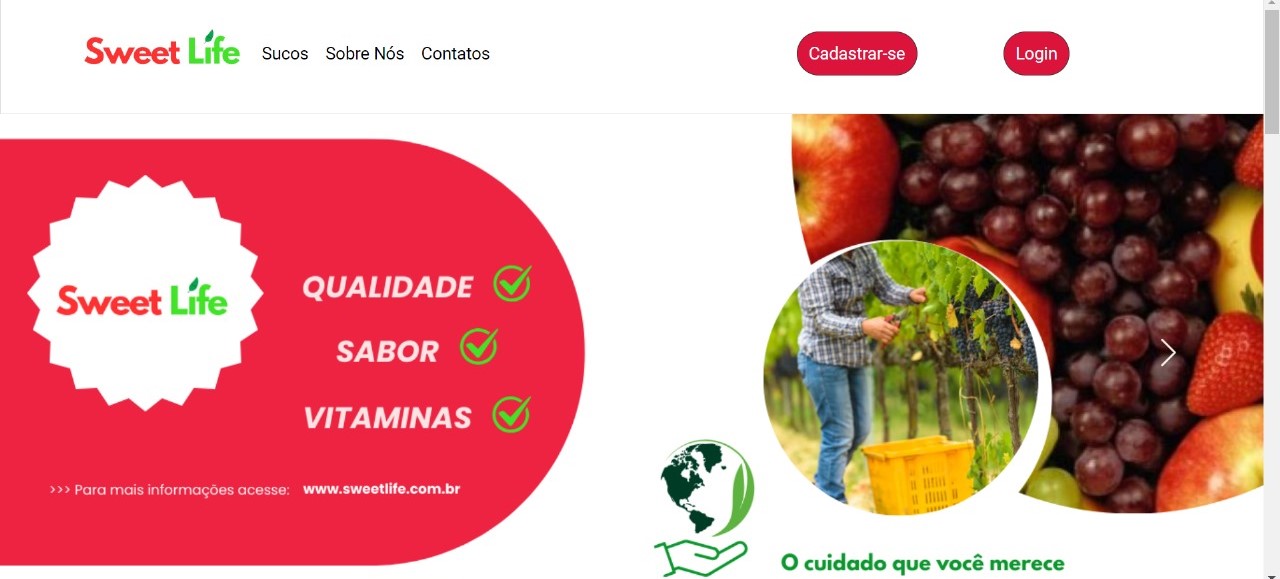 Sweet Life
Sucos Sobre Nós Contatos
Cadastrar-se
Login
Sweet Life
QUALIDADE
SABOR
VITAMINAS
>>> Para mais informações acesse: www.sweetlife.com.br
O cuidado que você merece